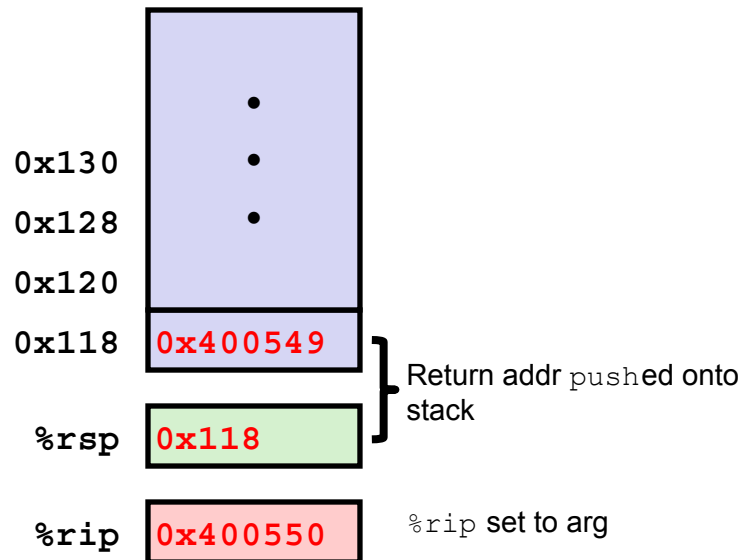 0x130
0x128
0x120
0x118 0x400549
Return addr pushed onto
stack
%rsp 0x118
%rip 0x400550 %rip set to arg